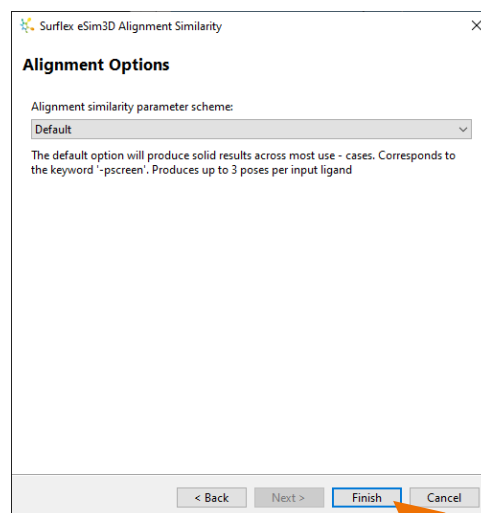 Surflex eSim3D Alignment Similarity
Alignment Options
Alignment similarity parameter scheme:
Default
The default option will produce solid results across most use - cases. Corresponds to
the keyword '-pscreen'. Produces up to 3 poses per input ligand
< Back Next > Finish Cancel